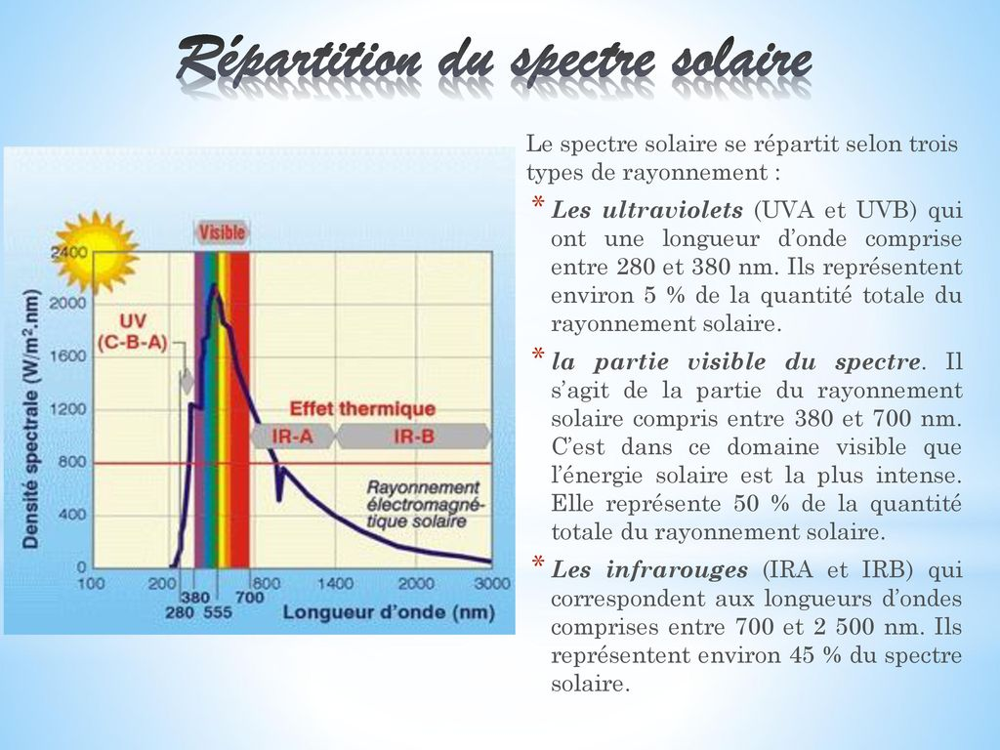 Répartition du spectre solaire
Le spectre solaire se répartit selon trois
types de rayonnement :
* Les ultraviolets (UVA et UVB) qui
ont une longueur d’onde comprise
entre 280 et 380 nm. Ils représentent
environ 5 % de la quantité totale du
rayonnement solaire.
* la partie visible du spectre. Il
s’agit de la partie du rayonnement
solaire compris entre 380 et 700 nm.
C’est dans ce domaine visible que
l’énergie solaire est la plus intense.
Elle représente 50 % de la quantité
totale du rayonnement solaire.
* Les infrarouges (IRA et IRB) qui
correspondent aux longueurs d’ondes
comprises entre 700 et 2 500 nm. Ils
représentent environ 45 % du spectre
solaire.
Visible
2400
2000
1600
1200
800
400
0
Densité spectrale (W/m².nm)
UV
(C-B-A)
Effet thermique
IR-A IR-B
Rayonnement
électromagné-
tique solaire
100 200 800 1400 2000 3000
380 700
280 555
Longueur d’onde (nm)